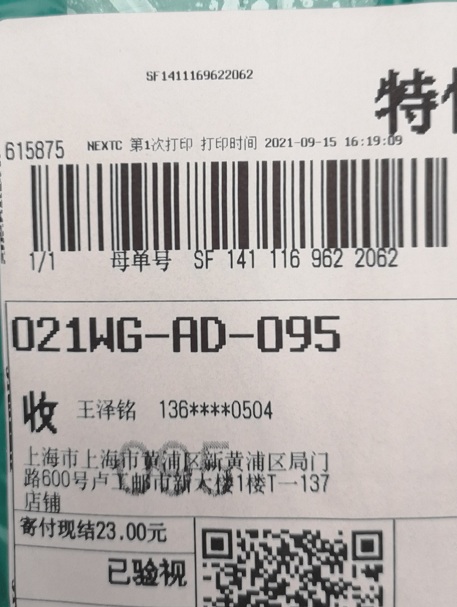 SF1411169622062
特
615875 NEXTC 第1次打印 打印时间 2021-09-15 16:19:09
1/1 母单号 SF 141 116 962 2062
021WG-AD-095
收 王泽铭 136****0504
上海市上海市黄浦区新黄浦区局门
路600号卢工邮市新大楼1楼T一137
店铺
寄付现结23.00元
已验视